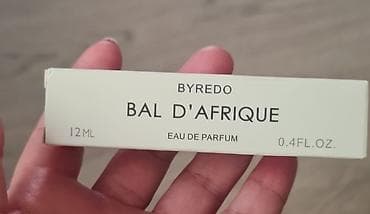 BYREDO
BAL D'AFRIQUE
12ML EAU DE PARFUM 0.4FL.OZ.